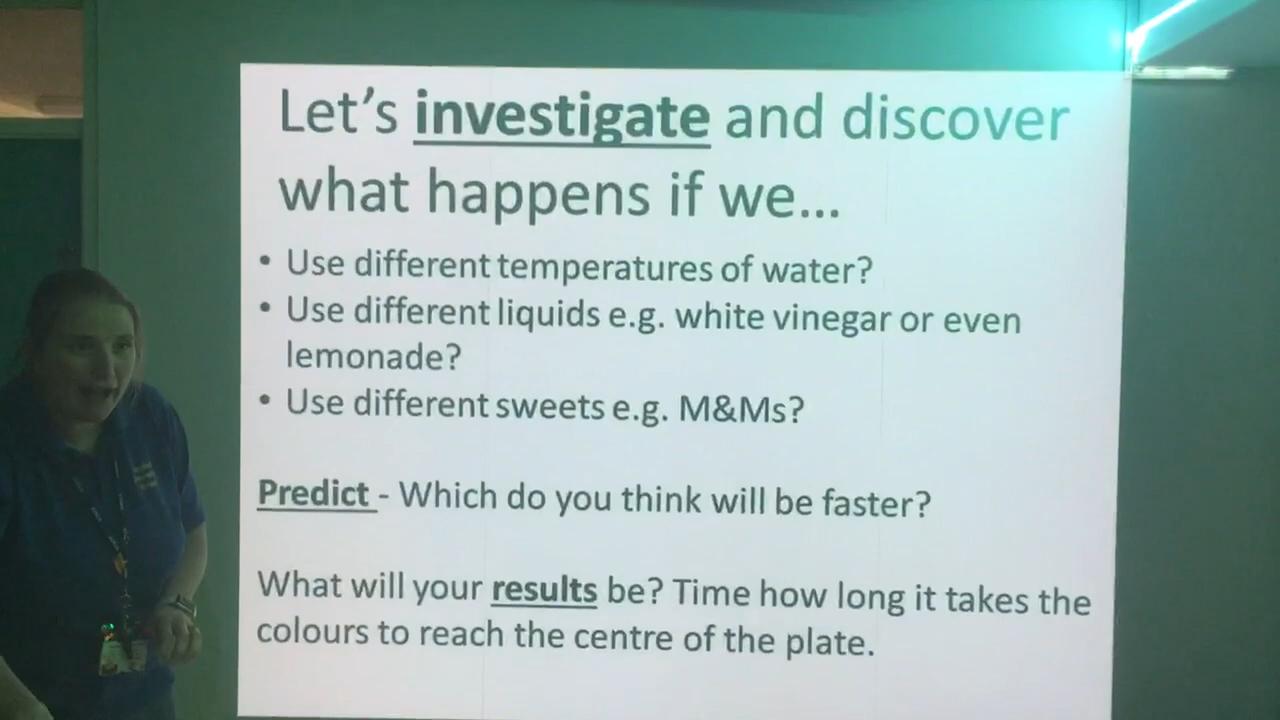 Let's investigate and discover
what happens if we...
• Use different temperatures of water?
• Use different liquids e.g. white vinegar or even
lemonade?
• Use different sweets e.g. M&Ms?
Predict - Which do you think will be faster?
What will your results be? Time how long it takes the
colours to reach the centre of the plate.